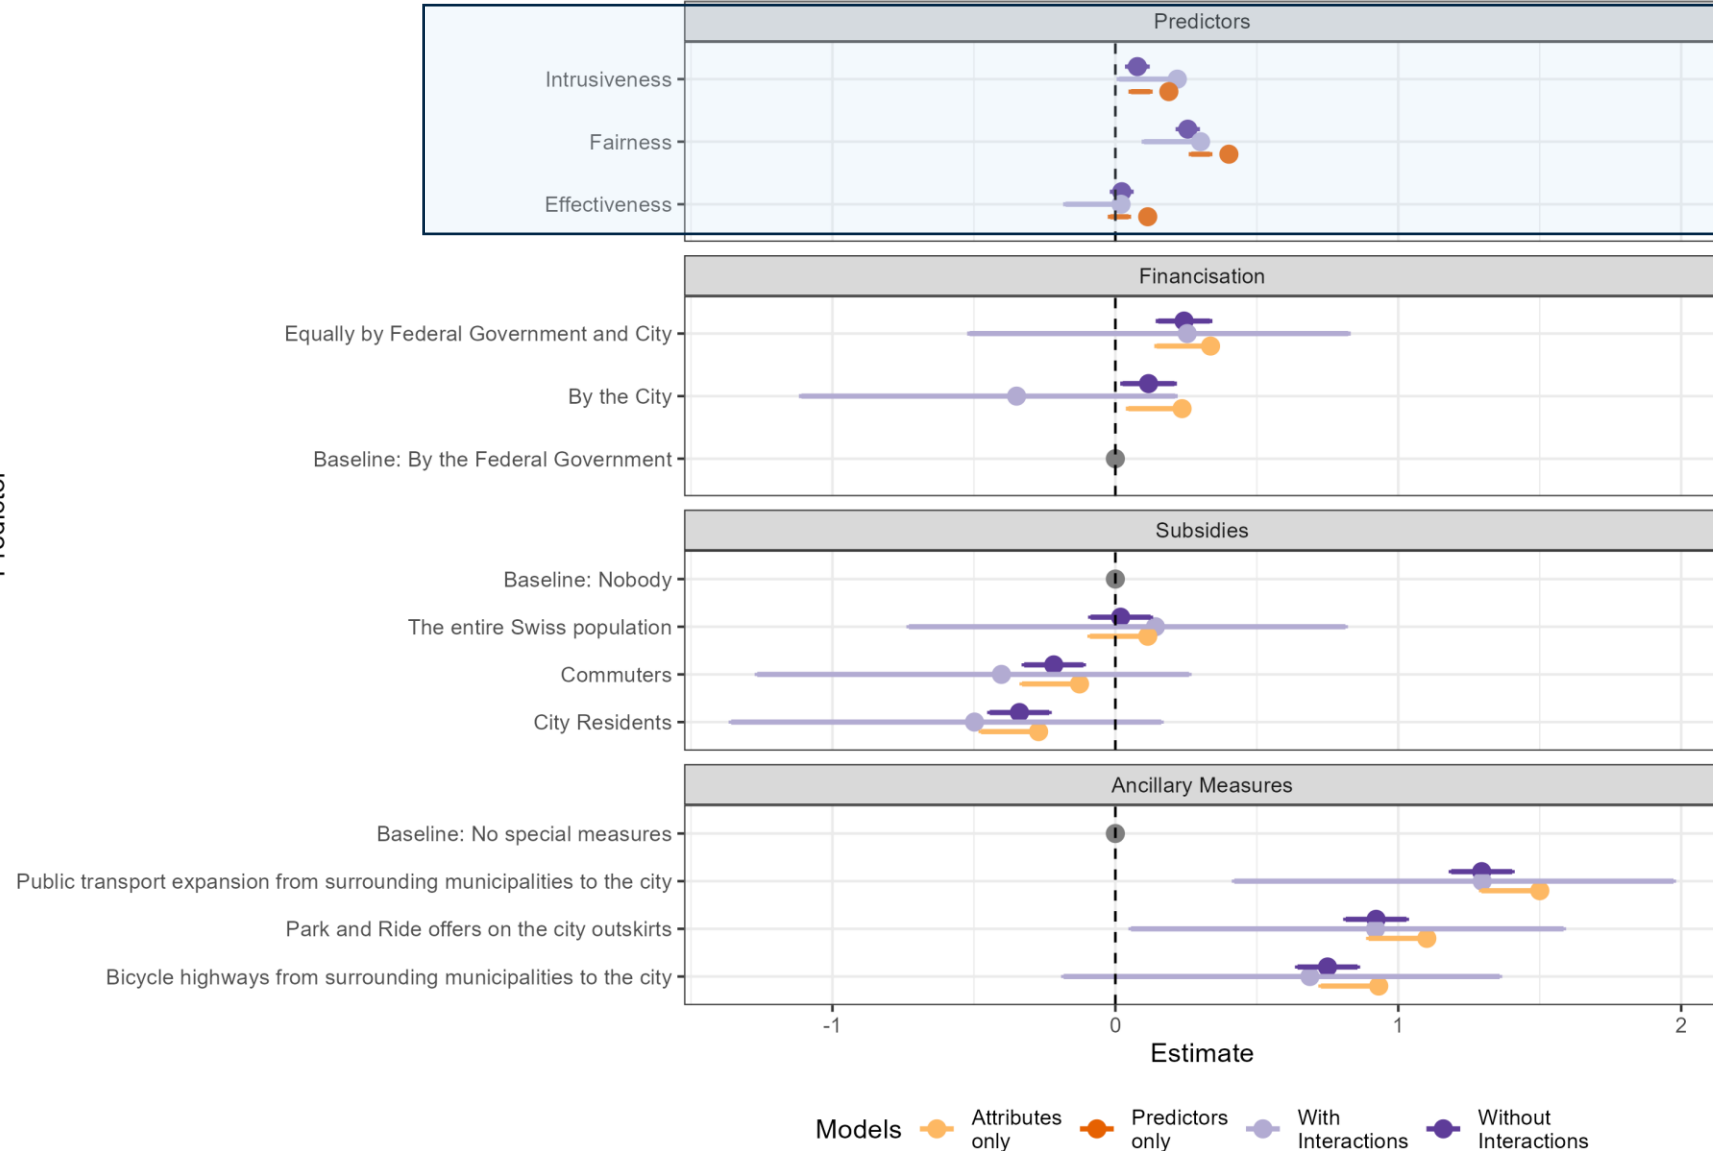 Predictors
Intrusiveness
Fairness
Effectiveness
Financisation
Equally by Federal Government and City
By the City
Baseline: By the Federal Government
Subsidies
Baseline: Nobody
The entire Swiss population
Commuters
City Residents
Ancillary Measures
Baseline: No special measures
Public transport expansion from surrounding municipalities to the city
Park and Ride offers on the city outskirts
Bicycle highways from surrounding municipalities to the city
-1 0 1 2
Estimate
Models
Attributes only
Predictors only
With Interactions
Without Interactions